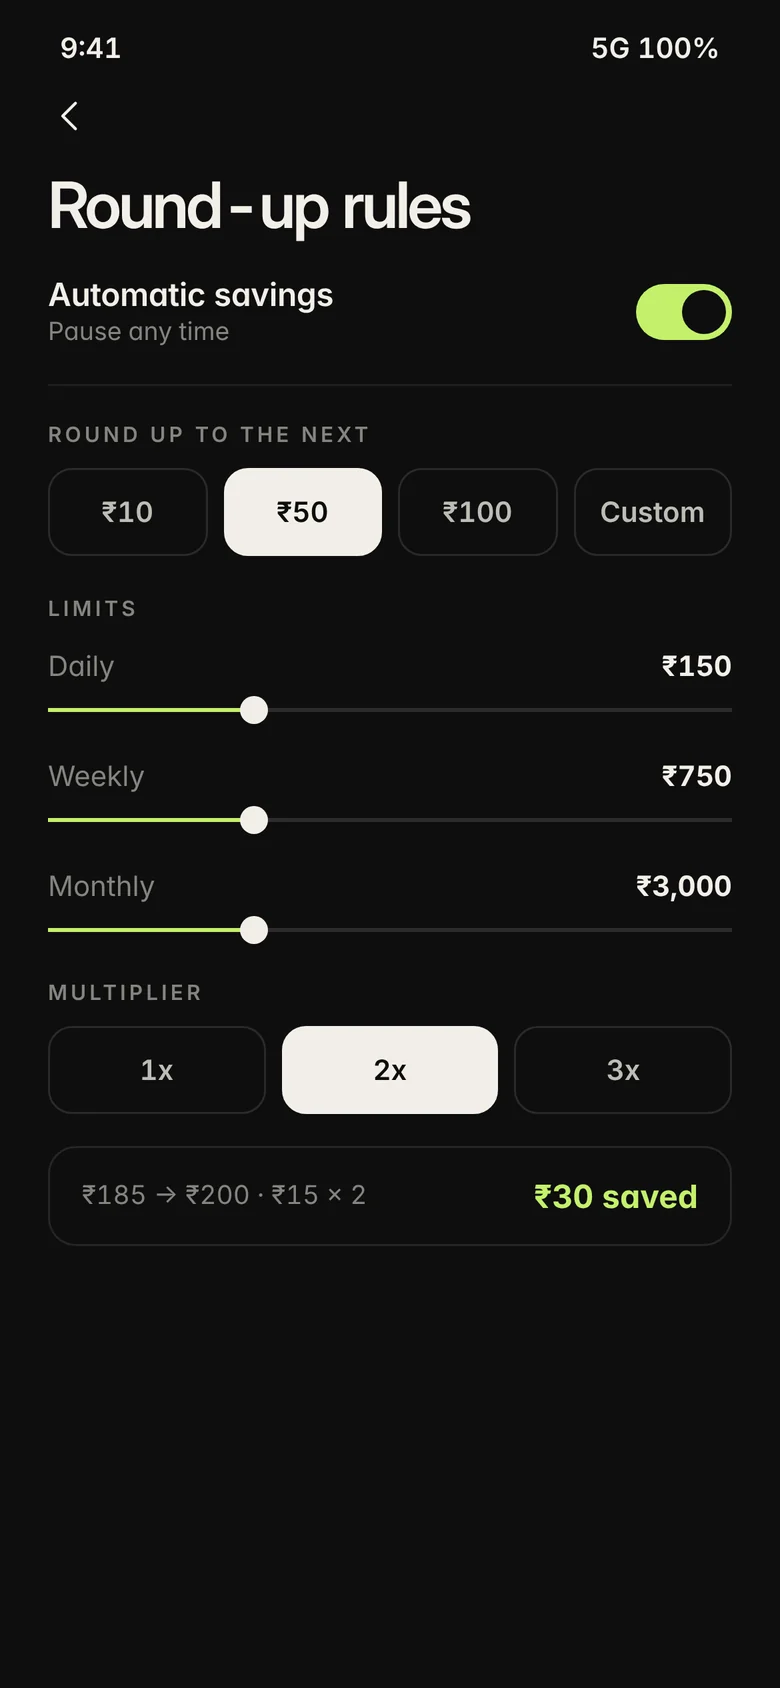 9:41
5G 100%
Round-up rules
Automatic savings
Pause any time
ROUND UP TO THE NEXT
₹10 ₹50 ₹100 Custom
LIMITS
Daily ₹150
Weekly ₹750
Monthly ₹3,000
MULTIPLIER
1x 2x 3x
₹185 → ₹200 · ₹15 × 2 ₹30 saved